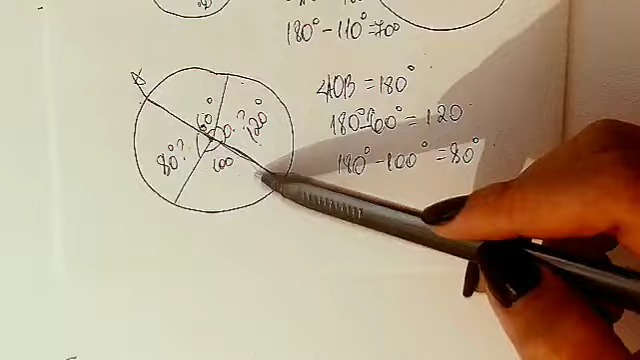 180° - 110° = 70°
A
∠AOB = 180°
60°
?
120°
180° - 60° = 120
80°?
100
180° - 100° = 80°